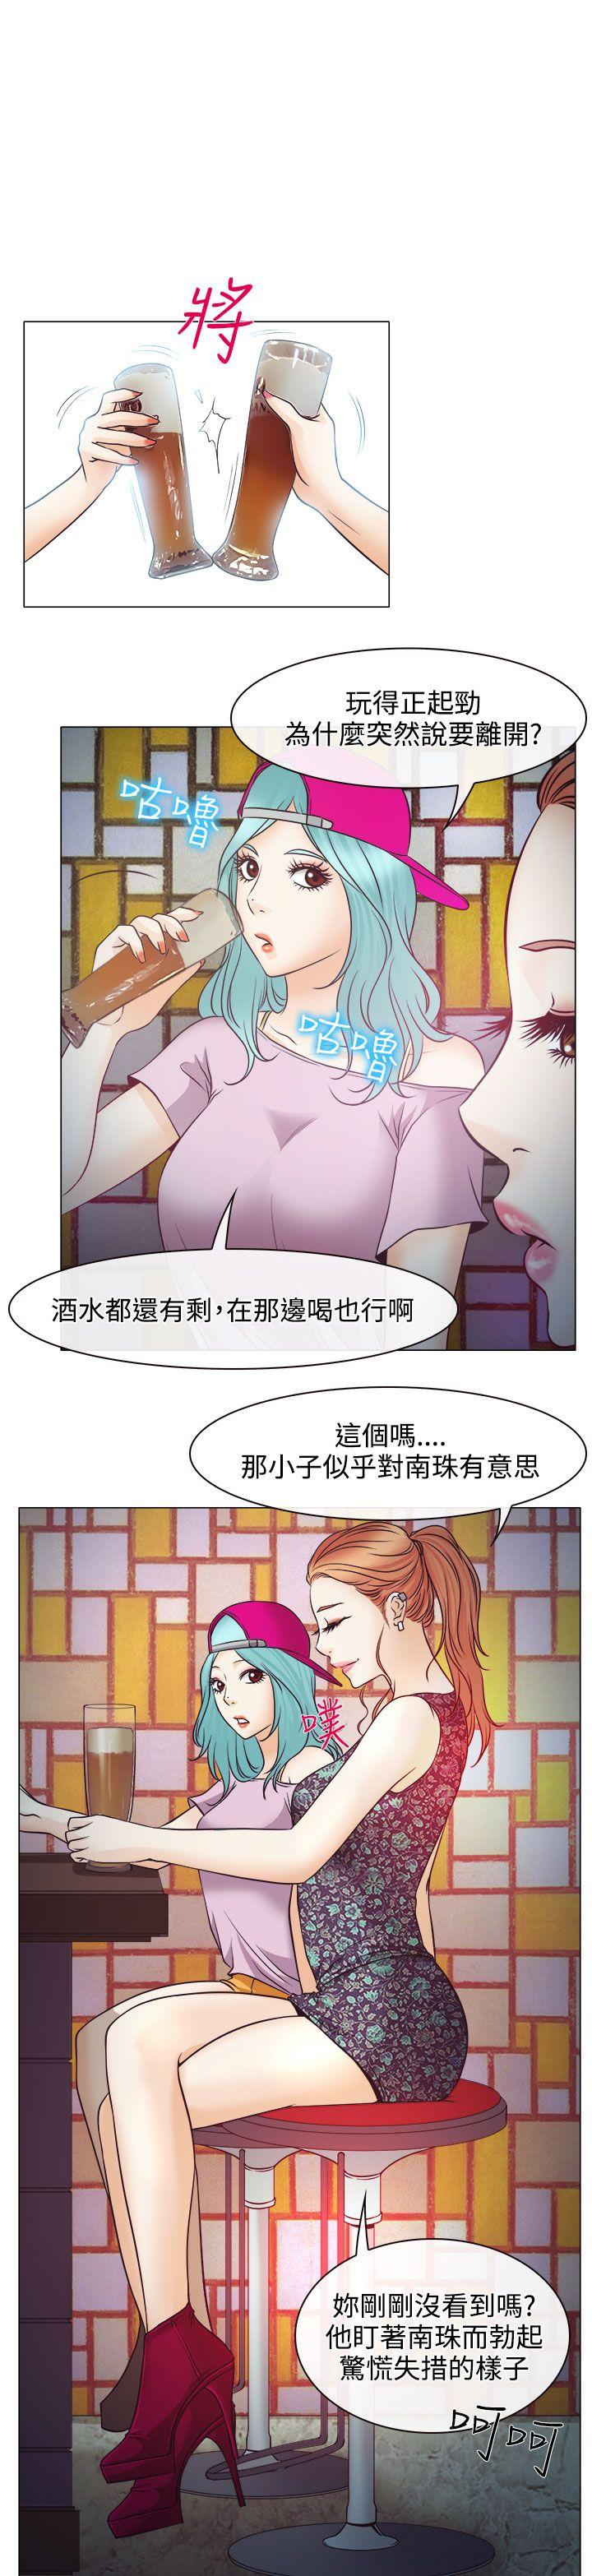 將
玩得正起勁
為什麼突然說要離開?
咕嚕
咕嚕
酒水都還有剩，在那邊喝也行啊
這個嗎....
那小子似乎對南珠有意思
噗
妳剛剛沒看到嗎?
他盯著南珠而勃起
驚慌失措的樣子
呵呵